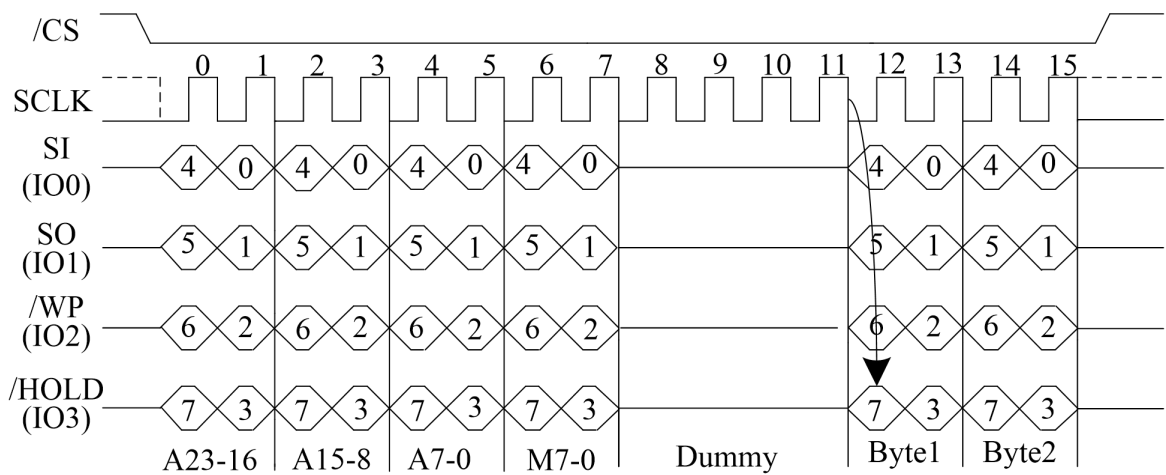 /CS
0 1 2 3 4 5 6 7 8 9 10 11 12 13 14 15
SCLK
SI
(IO0)
4 0 4 0 4 0 4 0 4 0 4 0
SO
(IO1)
5 1 5 1 5 1 5 1 5 1 5 1
/WP
(IO2)
6 2 6 2 6 2 6 2 6 2 6 2
/HOLD
(IO3)
7 3 7 3 7 3 7 3 7 3 7 3
A23-16 A15-8 A7-0 M7-0 Dummy Byte1 Byte2